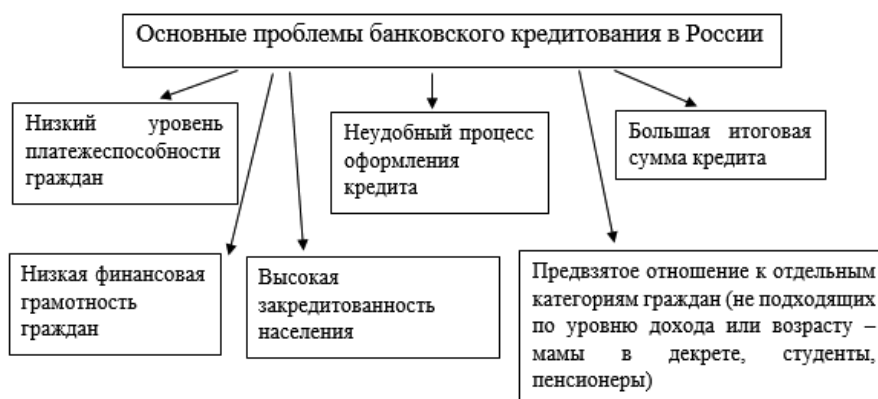 Основные проблемы банковского кредитования в России
Низкий уровень
платежеспособности
граждан
Неудобный процесс
оформления
кредита
Большая итоговая
сумма кредита
Низкая финансовая
грамотность
граждан
Высокая
закредитованность
населения
Предвзятое отношение к отдельным
категориям граждан (не подходящих
по уровню дохода или возрасту –
мамы в декрете, студенты,
пенсионеры)